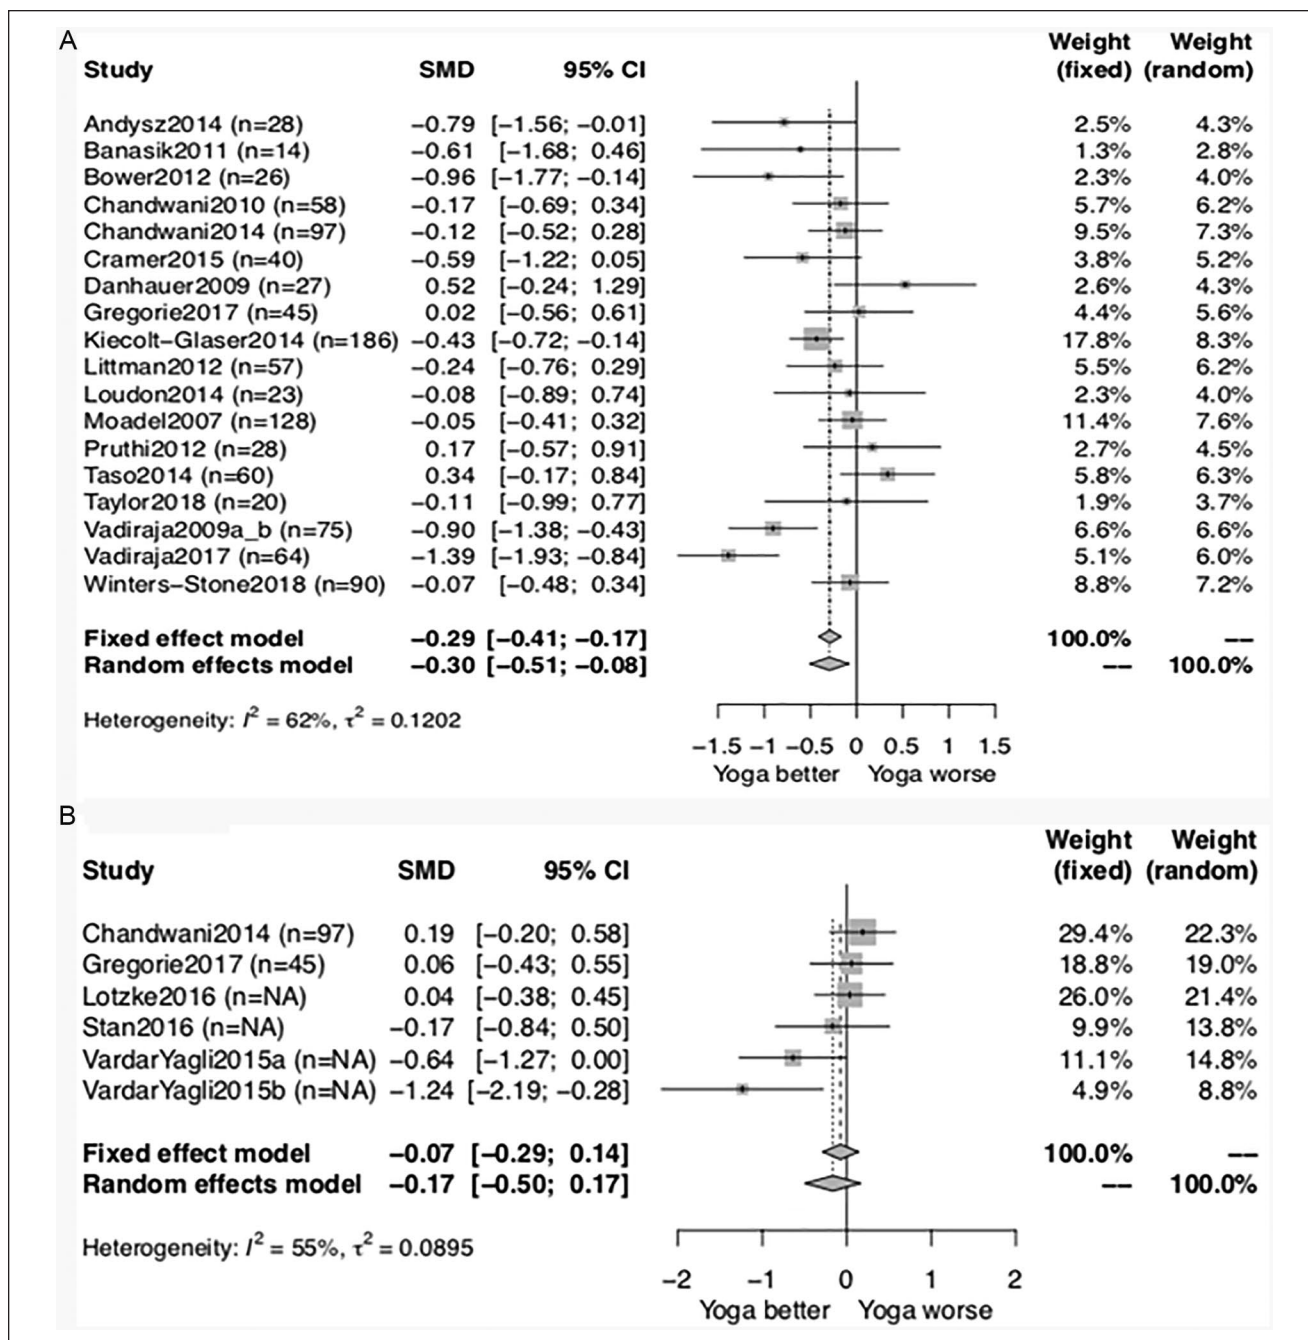 A
Weight Weight
Study SMD 95% CI (fixed) (random)
Andysz2014 (n=28) −0.79 [−1.56; −0.01] 2.5% 4.3%
Banasik2011 (n=14) −0.61 [−1.68; 0.46] 1.3% 2.8%
Bower2012 (n=26) −0.96 [−1.77; −0.14] 2.3% 4.0%
Chandwani2010 (n=58) −0.17 [−0.69; 0.34] 5.7% 6.2%
Chandwani2014 (n=97) −0.12 [−0.52; 0.28] 9.5% 7.3%
Cramer2015 (n=40) −0.59 [−1.22; 0.05] 3.8% 5.2%
Danhauer2009 (n=27) 0.52 [−0.24; 1.29] 2.6% 4.3%
Gregorie2017 (n=45) 0.02 [−0.56; 0.61] 4.4% 5.6%
Kiecolt−Glaser2014 (n=186) −0.43 [−0.72; −0.14] 17.8% 8.3%
Littman2012 (n=57) −0.24 [−0.76; 0.29] 5.5% 6.2%
Loudon2014 (n=23) −0.08 [−0.89; 0.74] 2.3% 4.0%
Moadel2007 (n=128) −0.05 [−0.41; 0.32] 11.4% 7.6%
Pruthi2012 (n=28) 0.17 [−0.57; 0.91] 2.7% 4.5%
Taso2014 (n=60) 0.34 [−0.17; 0.84] 5.8% 6.3%
Taylor2018 (n=20) −0.11 [−0.99; 0.77] 1.9% 3.7%
Vadiraja2009a_b (n=75) −0.90 [−1.38; −0.43] 6.6% 6.6%
Vadiraja2017 (n=64) −1.39 [−1.93; −0.84] 5.1% 6.0%
Winters−Stone2018 (n=90) −0.07 [−0.48; 0.34] 8.8% 7.2%
Fixed effect model −0.29 [−0.41; −0.17] 100.0% −−
Random effects model −0.30 [−0.51; −0.08] −− 100.0%
Heterogeneity: I² = 62%, τ² = 0.1202
−1.5 −1 −0.5 0 0.5 1 1.5
Yoga better Yoga worse
B
Weight Weight
Study SMD 95% CI (fixed) (random)
Chandwani2014 (n=97) 0.19 [−0.20; 0.58] 29.4% 22.3%
Gregorie2017 (n=45) 0.06 [−0.43; 0.55] 18.8% 19.0%
Lotzke2016 (n=NA) 0.04 [−0.38; 0.45] 26.0% 21.4%
Stan2016 (n=NA) −0.17 [−0.84; 0.50] 9.9% 13.8%
VardarYagli2015a (n=NA) −0.64 [−1.27; 0.00] 11.1% 14.8%
VardarYagli2015b (n=NA) −1.24 [−2.19; −0.28] 4.9% 8.8%
Fixed effect model −0.07 [−0.29; 0.14] 100.0% −−
Random effects model −0.17 [−0.50; 0.17] −− 100.0%
Heterogeneity: I² = 55%, τ² = 0.0895
−2 −1 0 1 2
Yoga better Yoga worse